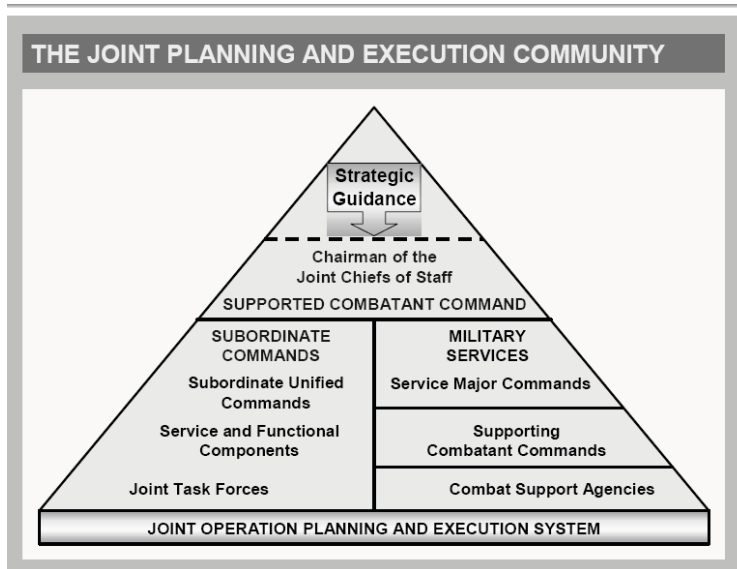 THE JOINT PLANNING AND EXECUTION COMMUNITY
Strategic
Guidance
Chairman of the
Joint Chiefs of Staff
SUPPORTED COMBATANT COMMAND
SUBORDINATE
COMMANDS
Subordinate Unified
Commands
Service and Functional
Components
Joint Task Forces
MILITARY
SERVICES
Service Major Commands
Supporting
Combatant Commands
Combat Support Agencies
JOINT OPERATION PLANNING AND EXECUTION SYSTEM